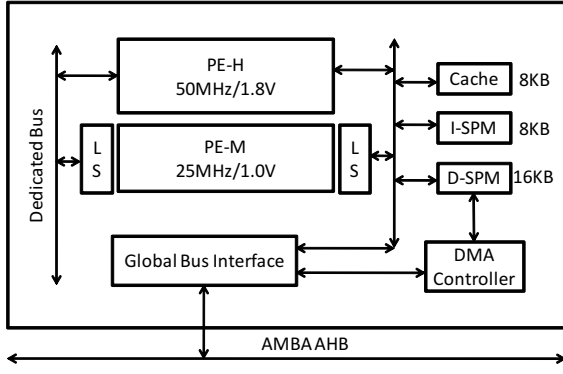 PE-H
50MHz/1.8V
Cache 8KB
Dedicated Bus
L
S
PE-M
25MHz/1.0V
L
S
I-SPM 8KB
D-SPM 16KB
Global Bus Interface
DMA
Controller
AMBA AHB